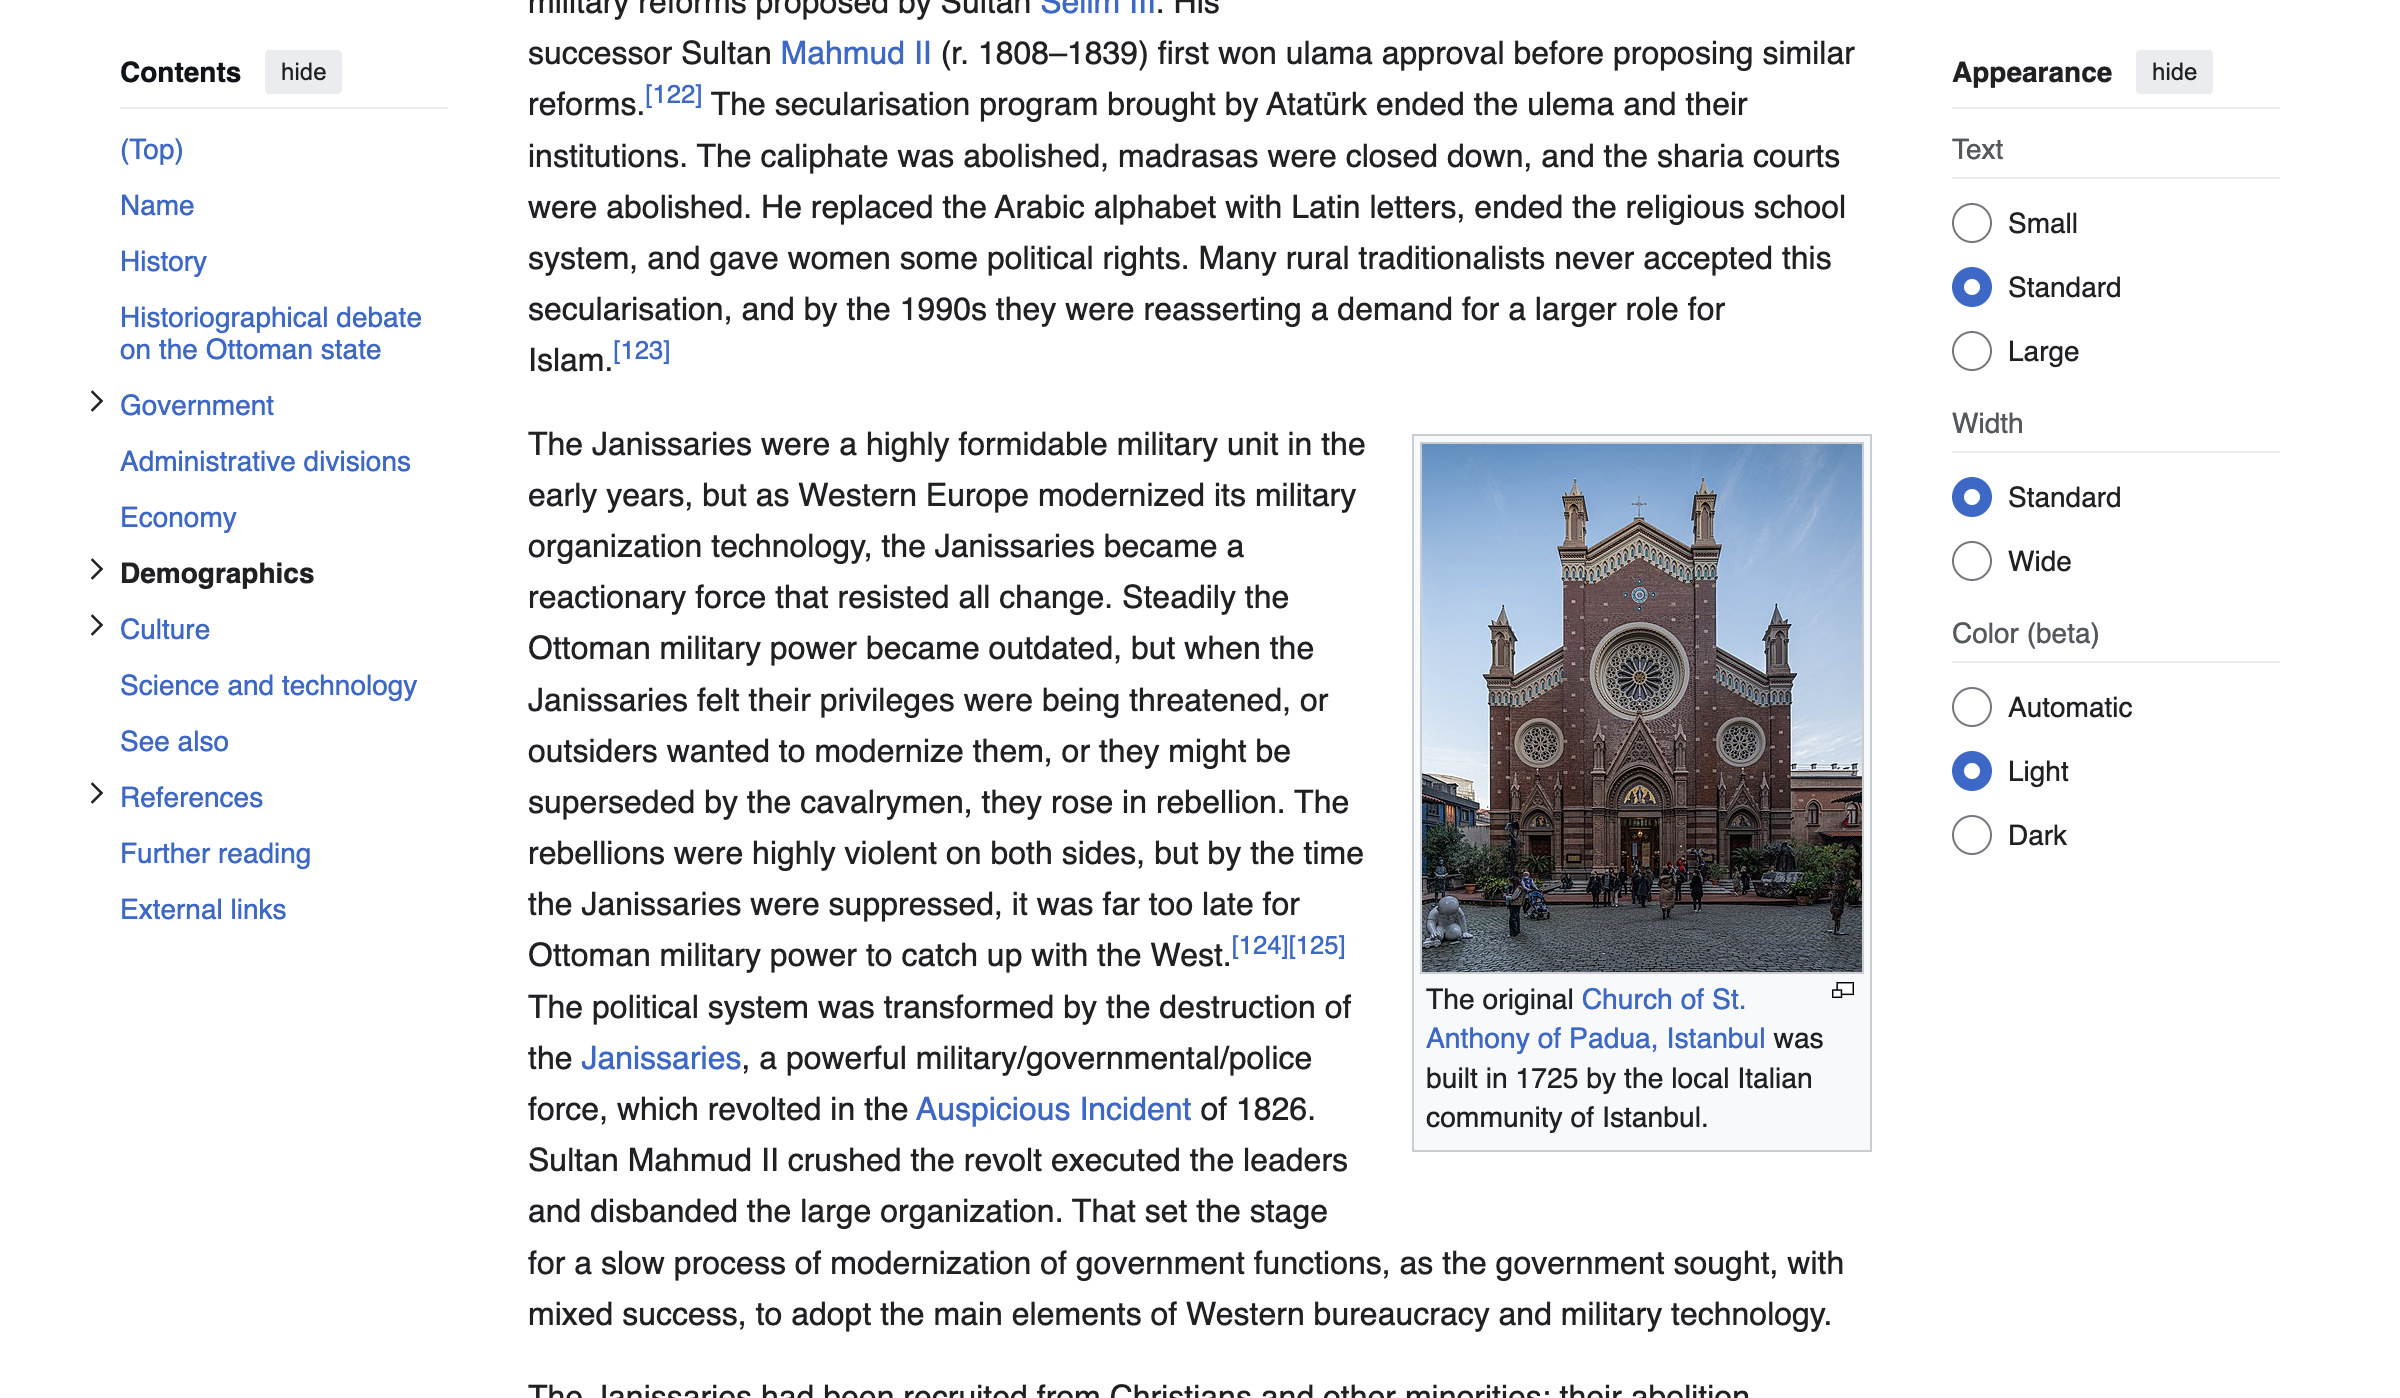 military reforms proposed by Sultan Selim III. His
successor Sultan Mahmud II (r. 1808–1839) first won ulama approval before proposing similar
reforms.[122] The secularisation program brought by Atatürk ended the ulema and their
institutions. The caliphate was abolished, madrasas were closed down, and the sharia courts
were abolished. He replaced the Arabic alphabet with Latin letters, ended the religious school
system, and gave women some political rights. Many rural traditionalists never accepted this
secularisation, and by the 1990s they were reasserting a demand for a larger role for
Islam.[123]
The Janissaries were a highly formidable military unit in the
early years, but as Western Europe modernized its military
organization technology, the Janissaries became a
reactionary force that resisted all change. Steadily the
Ottoman military power became outdated, but when the
Janissaries felt their privileges were being threatened, or
outsiders wanted to modernize them, or they might be
superseded by the cavalrymen, they rose in rebellion. The
rebellions were highly violent on both sides, but by the time
the Janissaries were suppressed, it was far too late for
Ottoman military power to catch up with the West.[124][125]
The political system was transformed by the destruction of
the Janissaries, a powerful military/governmental/police
force, which revolted in the Auspicious Incident of 1826.
Sultan Mahmud II crushed the revolt executed the leaders
and disbanded the large organization. That set the stage
for a slow process of modernization of government functions, as the government sought, with
mixed success, to adopt the main elements of Western bureaucracy and military technology.
The Janissaries had been recruited from Christians and other minorities; their abolition
The original Church of St.
Anthony of Padua, Istanbul was
built in 1725 by the local Italian
community of Istanbul.
Contents hide
(Top)
Name
History
Historiographical debate
on the Ottoman state
Government
Administrative divisions
Economy
Demographics
Culture
Science and technology
See also
References
Further reading
External links
Appearance hide
Text
Small
Standard
Large
Width
Standard
Wide
Color (beta)
Automatic
Light
Dark